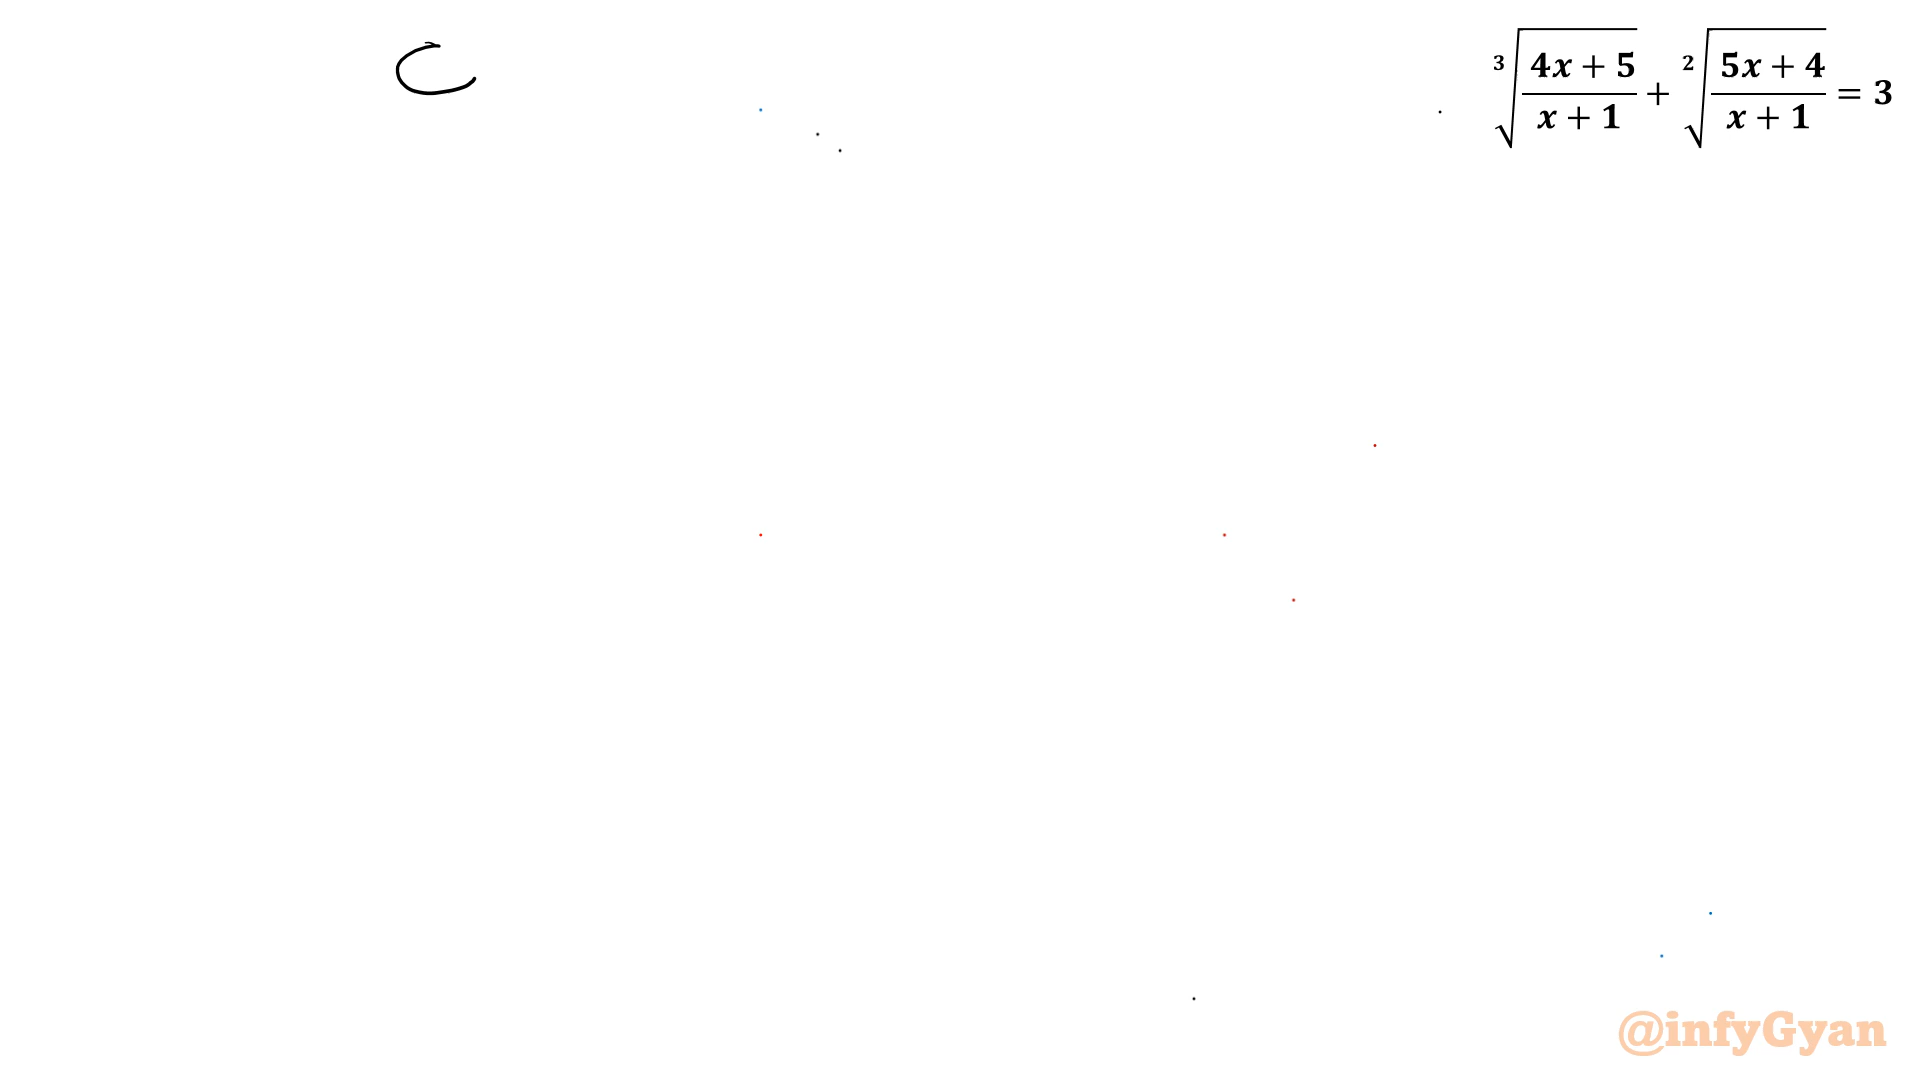 C
∛((4x + 5)/(x + 1)) + ²√((5x + 4)/(x + 1)) = 3
@infyGyan